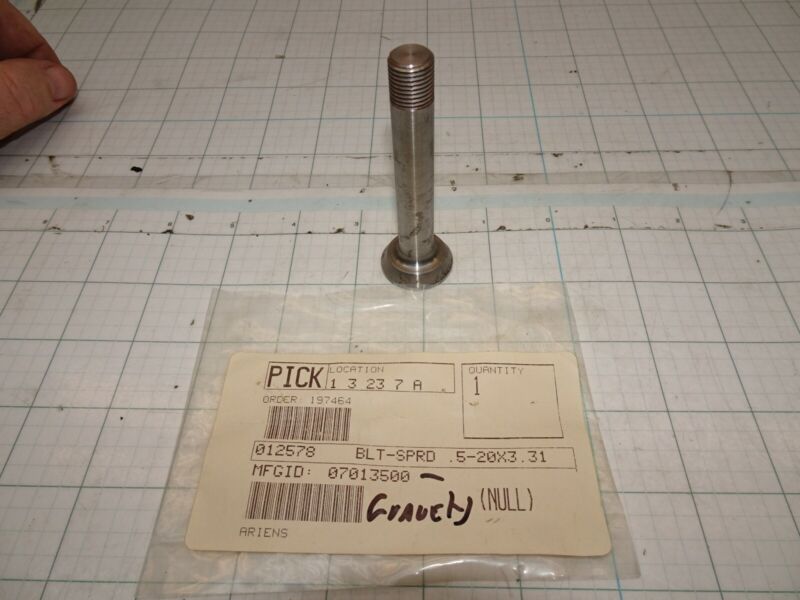 PICK LOCATION QUANTITY
1 3 23 7 A 1
ORDER: 197464
012578 BLT-SPRD .5-20X3.31
MFGID: 07013500
Gravely (NULL)
ARIENS